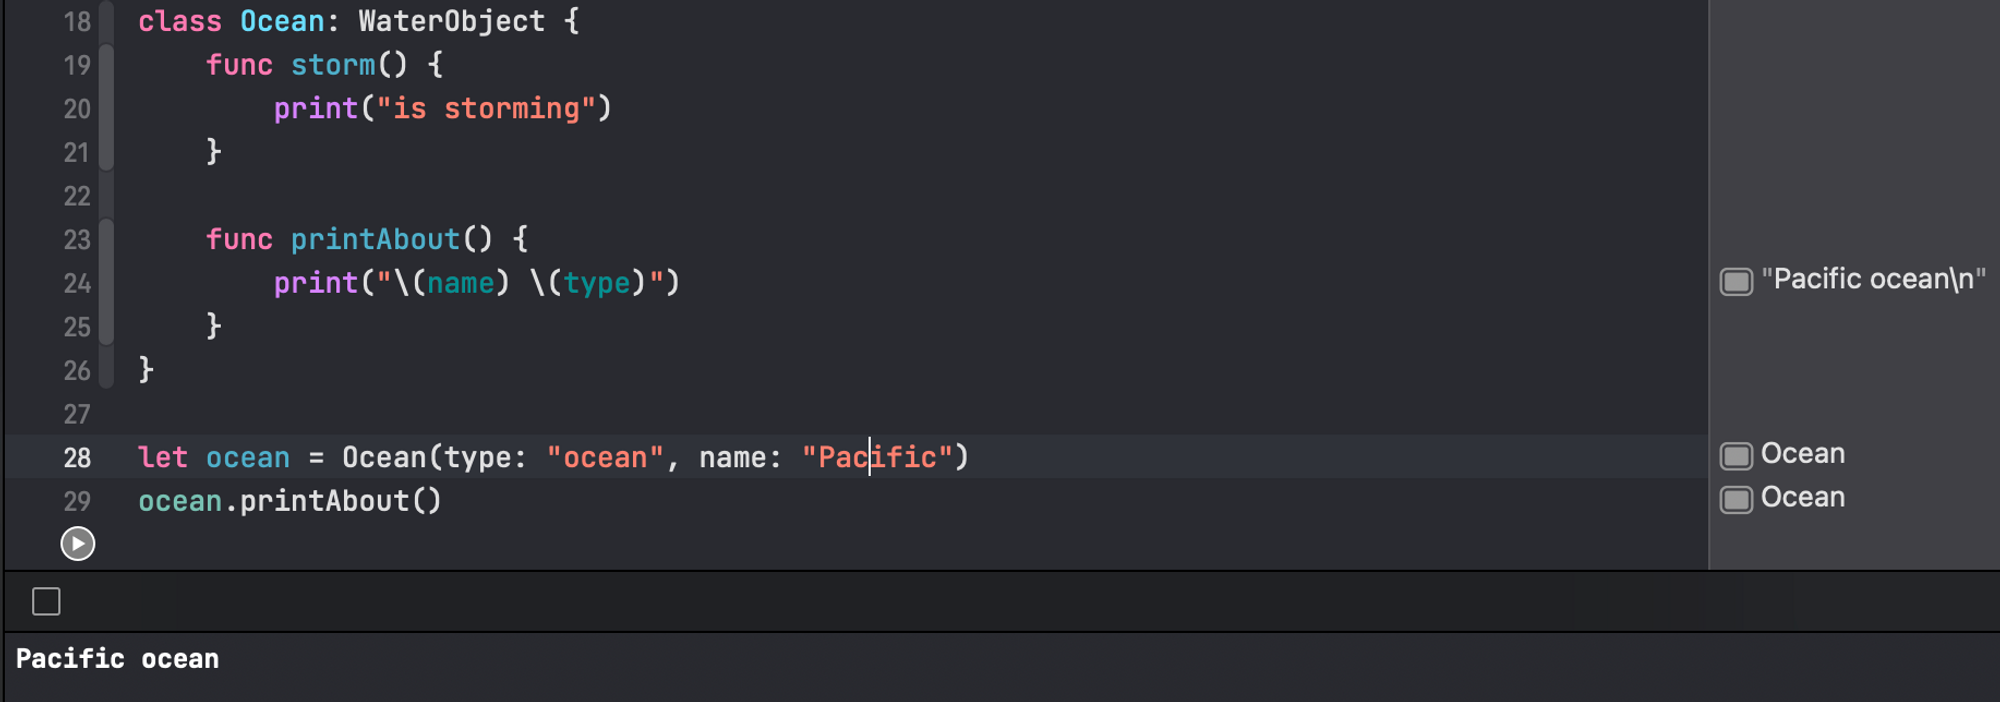 18 class Ocean: WaterObject {
19 func storm() {
20 print("is storming")
21 }
22
23 func printAbout() {
24 print("\(name) \(type)") "Pacific ocean\n"
25 }
26 }
27
28 let ocean = Ocean(type: "ocean", name: "Pacific") Ocean
29 ocean.printAbout() Ocean
Pacific ocean